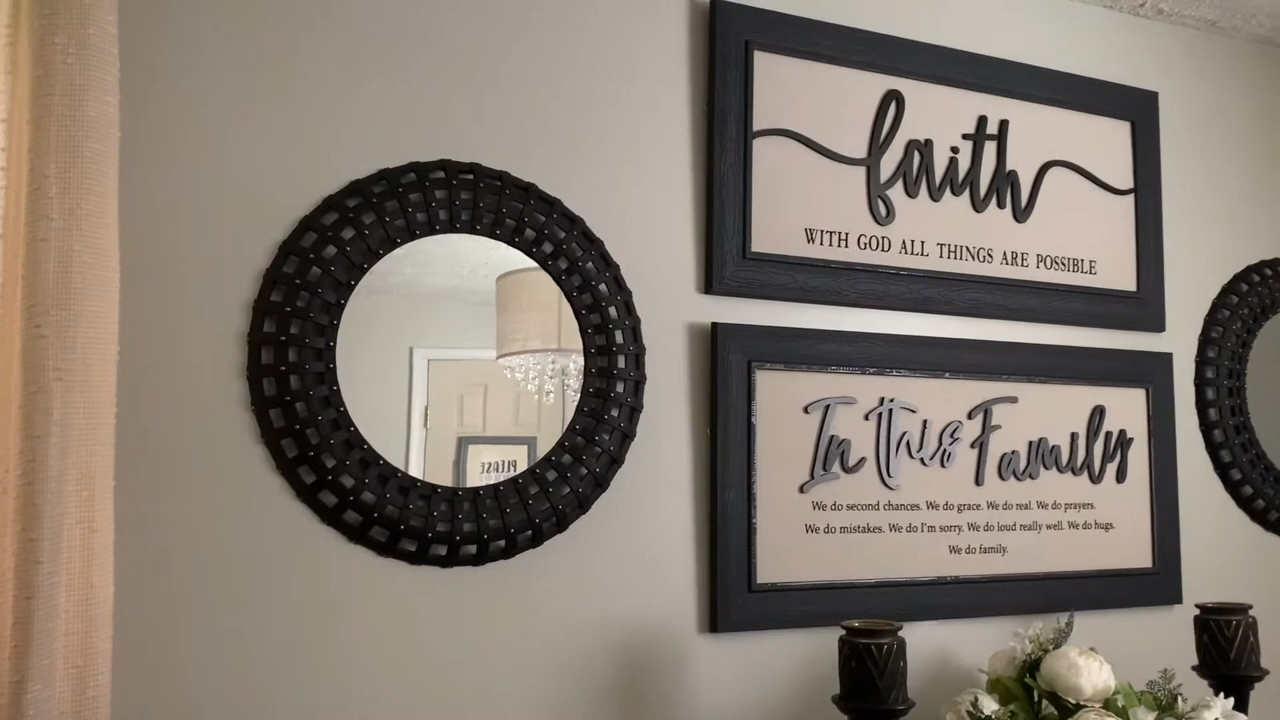 faith
WITH GOD ALL THINGS ARE POSSIBLE
In this Family
We do second chances. We do grace. We do real. We do prayers.
We do mistakes. We do I'm sorry. We do loud really well. We do hugs.
We do family.
PLEASE